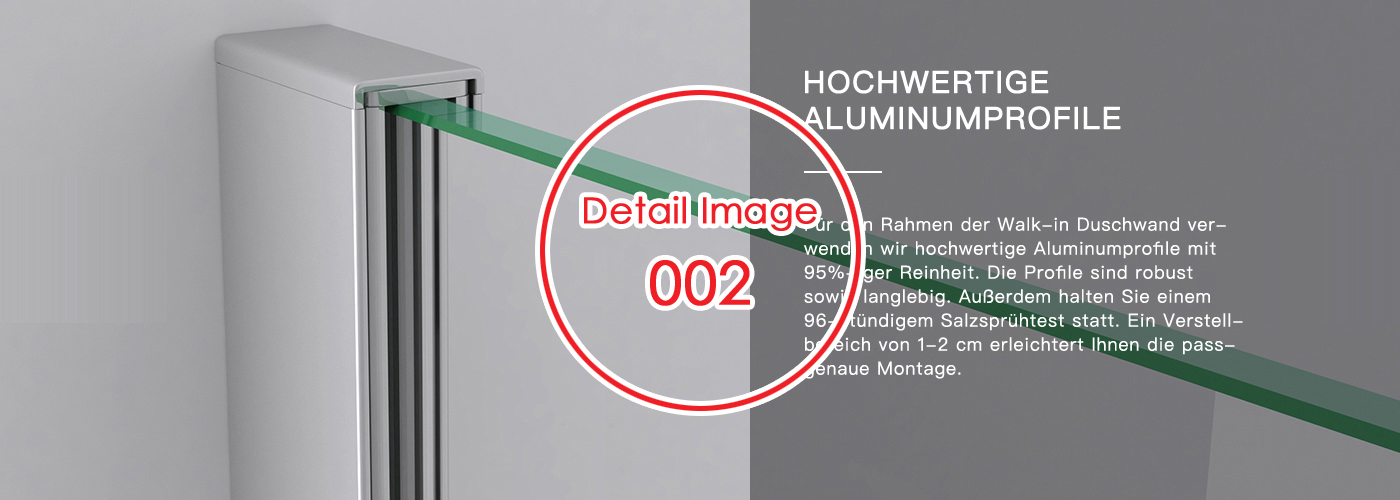 HOCHWERTIGE
ALUMINUMPROFILE
Detail Image
002
Für den Rahmen der Walk-in Duschwand ver-
wenden wir hochwertige Aluminumprofile mit
95%-iger Reinheit. Die Profile sind robust
sowie langlebig. Außerdem halten Sie einem
96-stündigem Salzsprühtest statt. Ein Verstell-
bereich von 1-2 cm erleichtert Ihnen die pass-
genaue Montage.